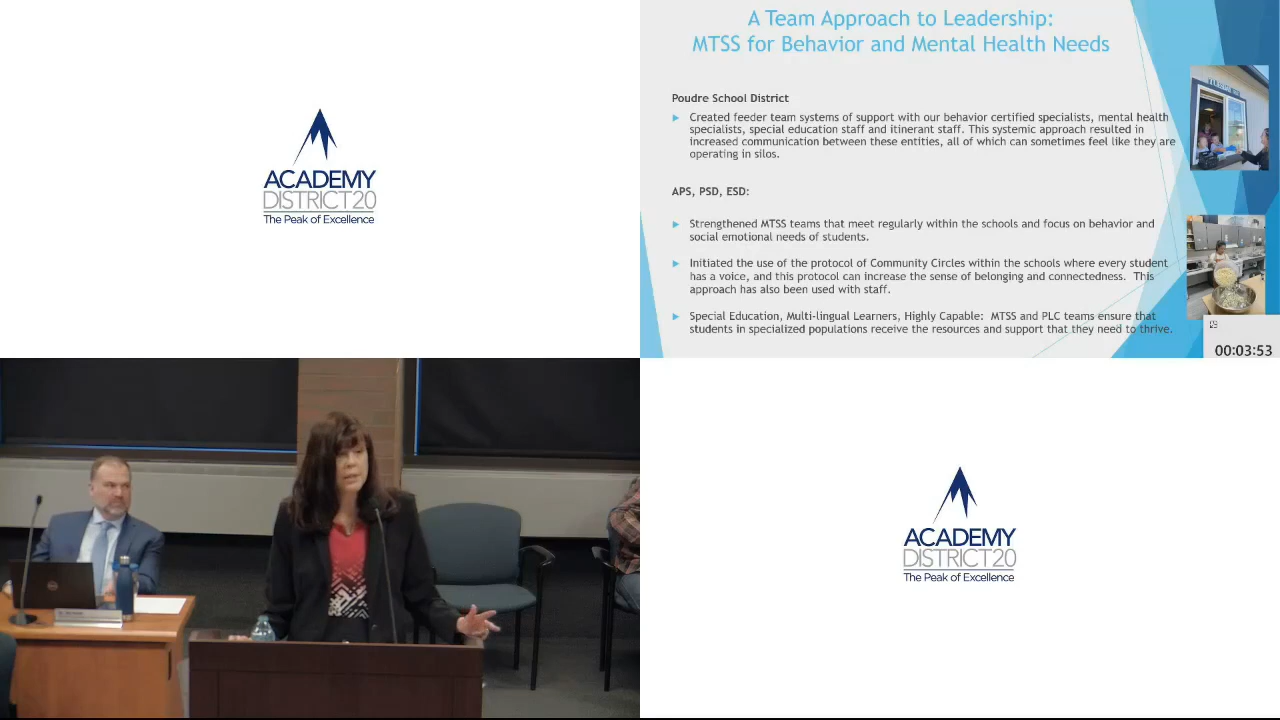 ACADEMY
DISTRICT20
The Peak of Excellence
A Team Approach to Leadership:
MTSS for Behavior and Mental Health Needs
Poudre School District
Created feeder team systems of support with our behavior certified specialists, mental health
specialists, special education staff and itinerant staff. This systemic approach resulted in
increased communication between these entities, all of which can sometimes feel like they are
operating in silos.
APS, PSD, ESD:
Strengthened MTSS teams that meet regularly within the schools and focus on behavior and
social emotional needs of students.
Initiated the use of the protocol of Community Circles within the schools where every student
has a voice, and this protocol can increase the sense of belonging and connectedness. This
approach has also been used with staff.
Special Education, Multi-lingual Learners, Highly Capable: MTSS and PLC teams ensure that
students in specialized populations receive the resources and support that they need to thrive.
00:03:53
ACADEMY
DISTRICT20
The Peak of Excellence